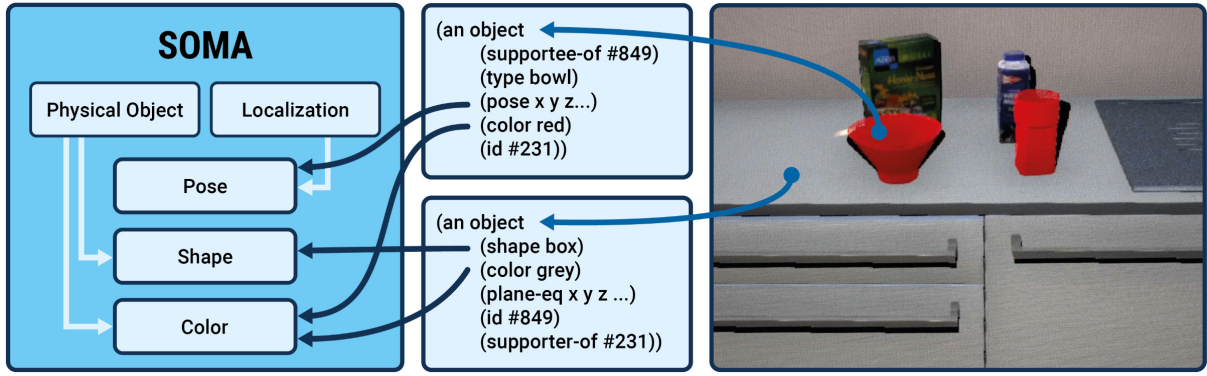 SOMA
Physical Object
Localization
Pose
Shape
Color
(an object
(supportee-of #849)
(type bowl)
(pose x y z...)
(color red)
(id #231))
(an object
(shape box)
(color grey)
(plane-eq x y z ...)
(id #849)
(supporter-of #231))